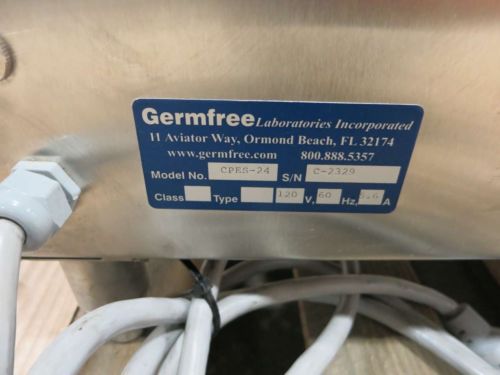 Germfree Laboratories Incorporated
11 Aviator Way, Ormond Beach, FL 32174
www.germfree.com 800.888.5357
Model No. CPES-24 S/N C-2329
Class Type 120 V, 60 Hz, A